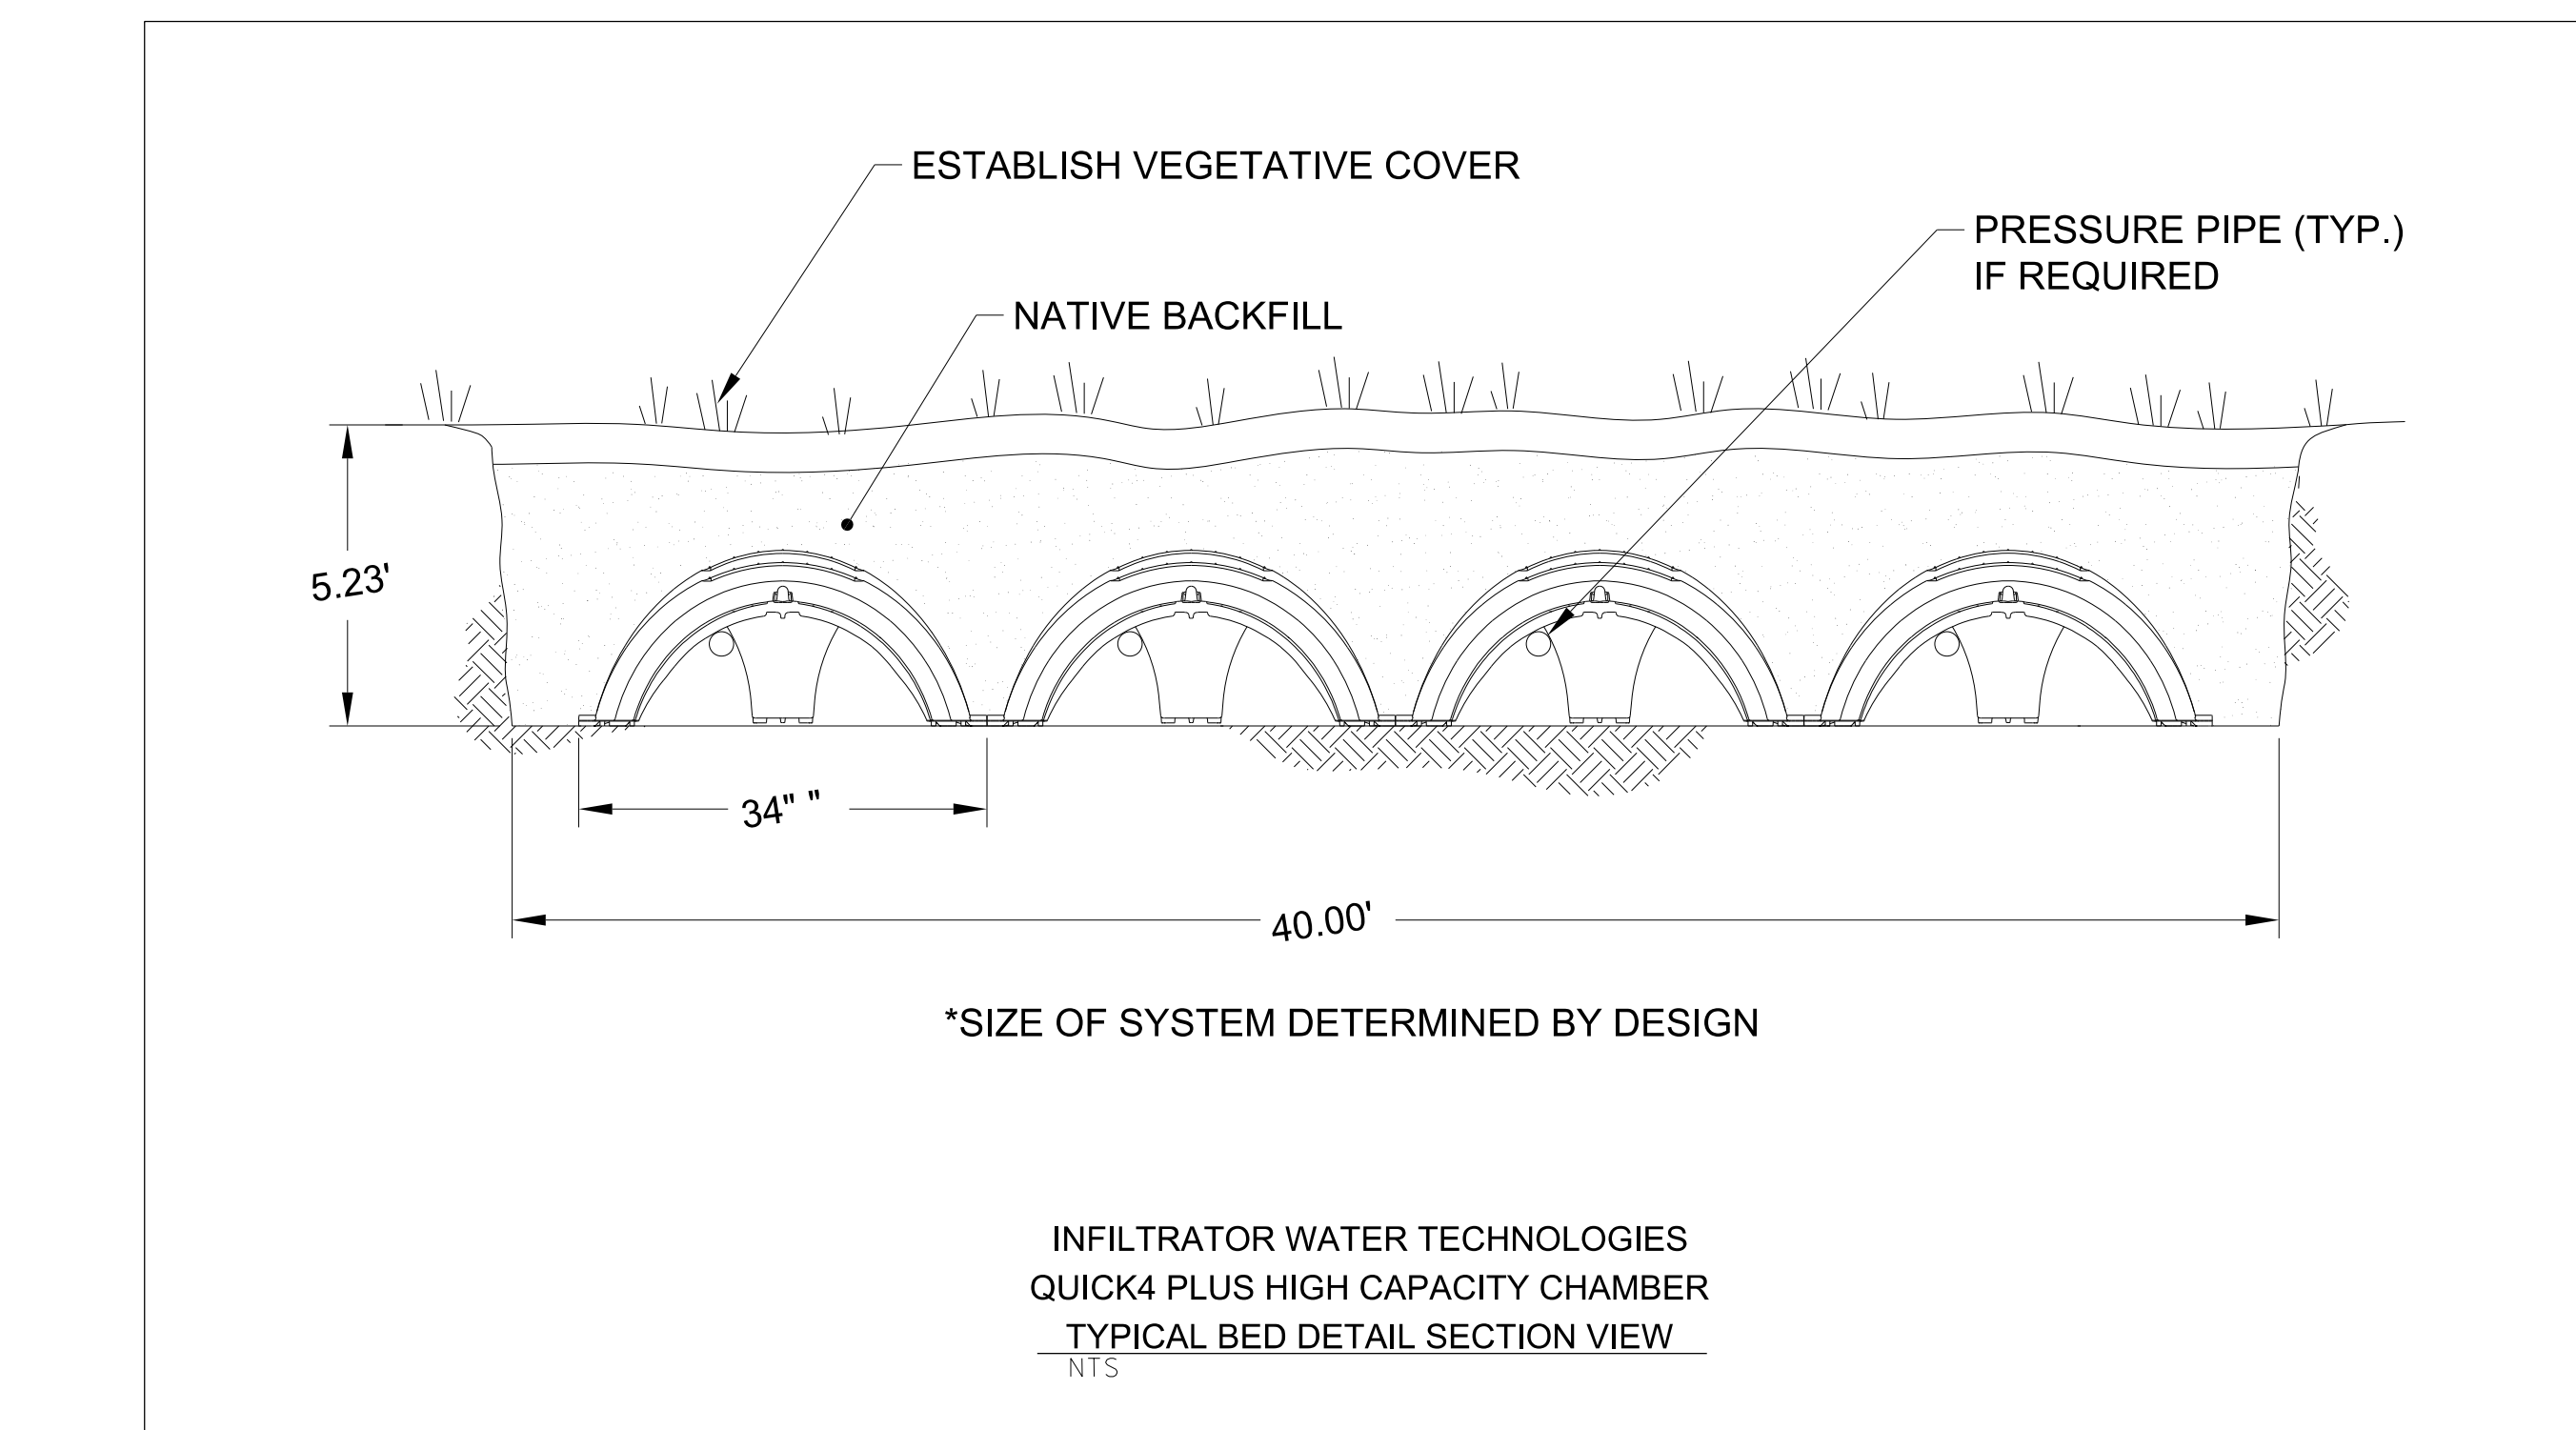 ESTABLISH VEGETATIVE COVER
PRESSURE PIPE (TYP.)
IF REQUIRED
NATIVE BACKFILL
5.23'
34" "
40.00'
*SIZE OF SYSTEM DETERMINED BY DESIGN
INFILTRATOR WATER TECHNOLOGIES
QUICK4 PLUS HIGH CAPACITY CHAMBER
TYPICAL BED DETAIL SECTION VIEW
NTS